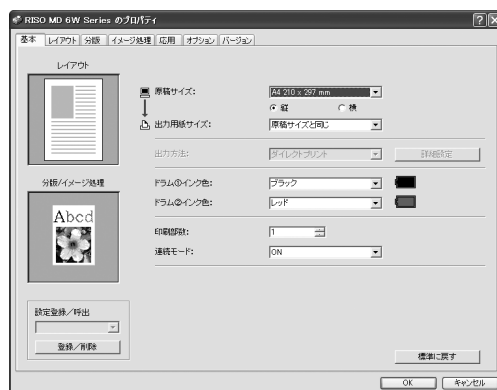 RISO MD 6W Series のプロパティ
基本 レイアウト 分版 イメージ処理 応用 オプション バージョン
レイアウト
原稿サイズ: A4 210 x 297 mm
縦 横
出力用紙サイズ: 原稿サイズと同じ
出力方法: ダイレクトプリント 詳細設定
分版/イメージ処理
Abcd
ドラム①インク色: ブラック
ドラム②インク色: レッド
印刷部数: 1
連続モード: ON
設定登録/呼出
登録/削除
標準に戻す
OK キャンセル